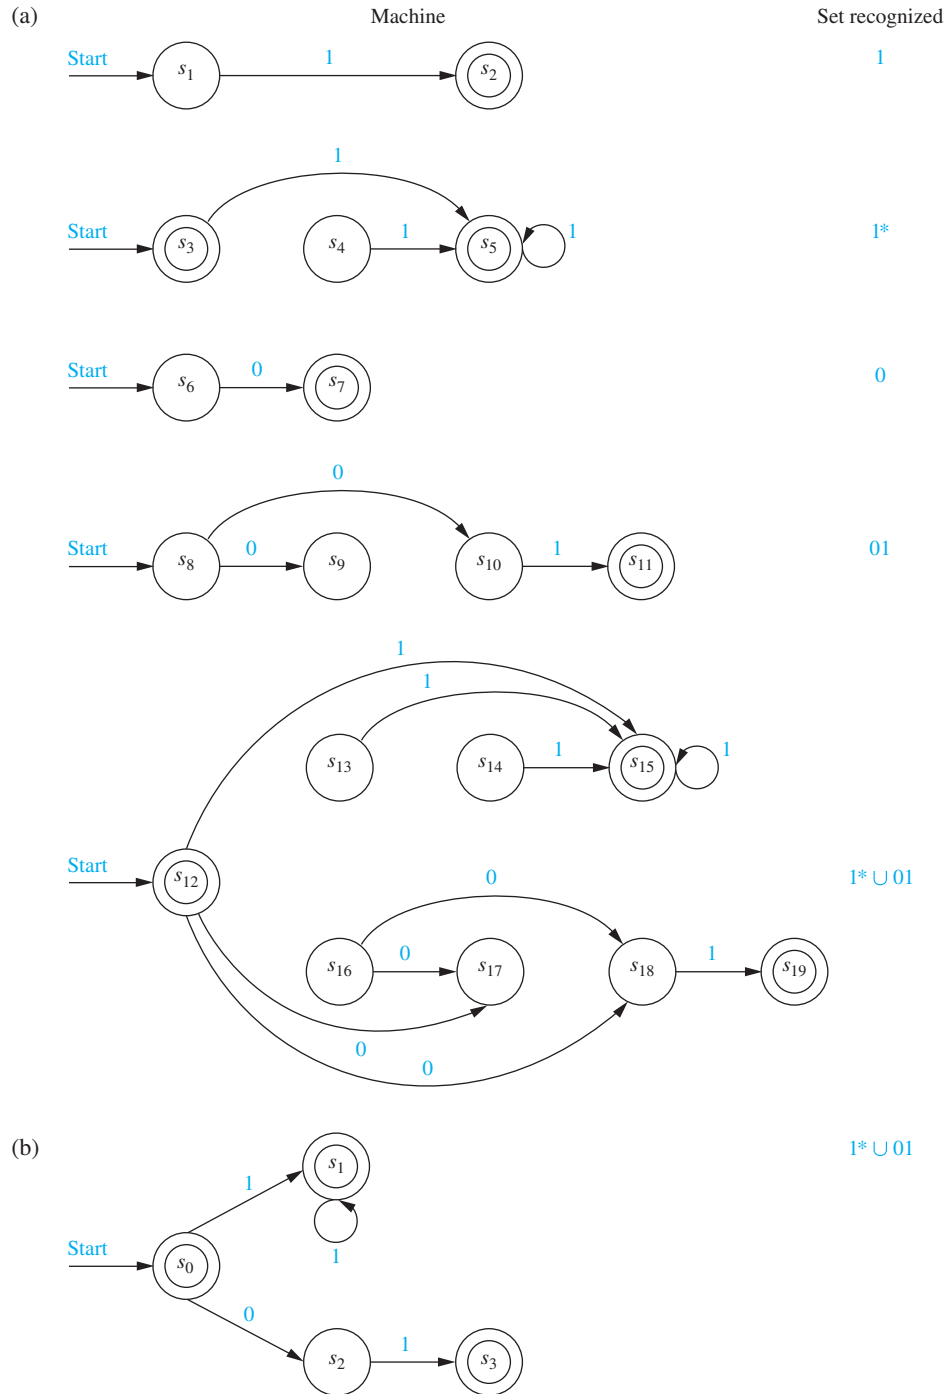 (a) Machine Set recognized
Start s1 1 s2 1
1
Start s3 s4 1 s5 1 1*
Start s6 0 s7 0
0
Start s8 0 s9 s10 1 s11 01
1
1
s13 s14 1 s15 1
Start s12 0 1* ∪ 01
s16 0 s17 s18 1 s19
0
0
(b) s1 1* ∪ 01
1
Start s0 1
0
s2 1 s3